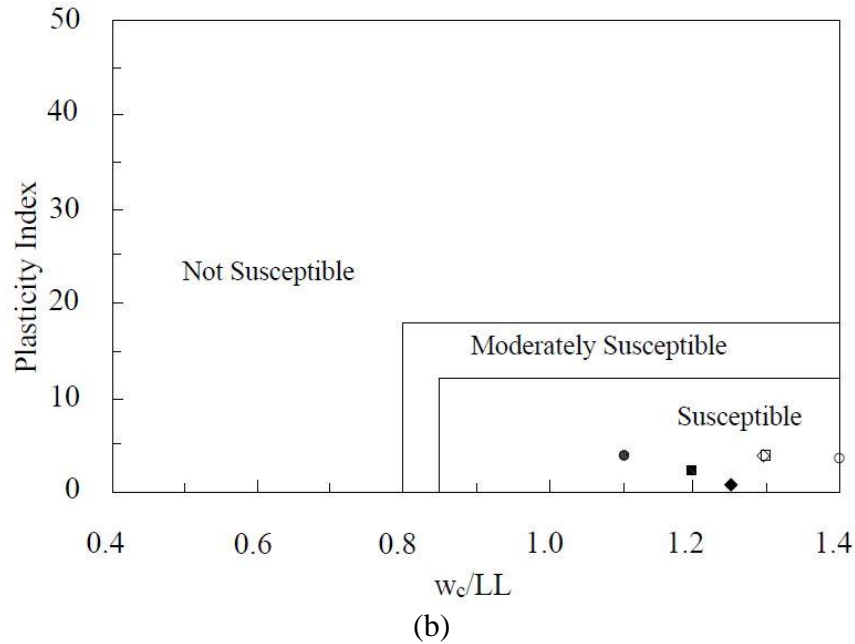 50
40
30
20
10
0
Plasticity Index
Not Susceptible
Moderately Susceptible
Susceptible
0.4 0.6 0.8 1.0 1.2 1.4
w_c/LL
(b)